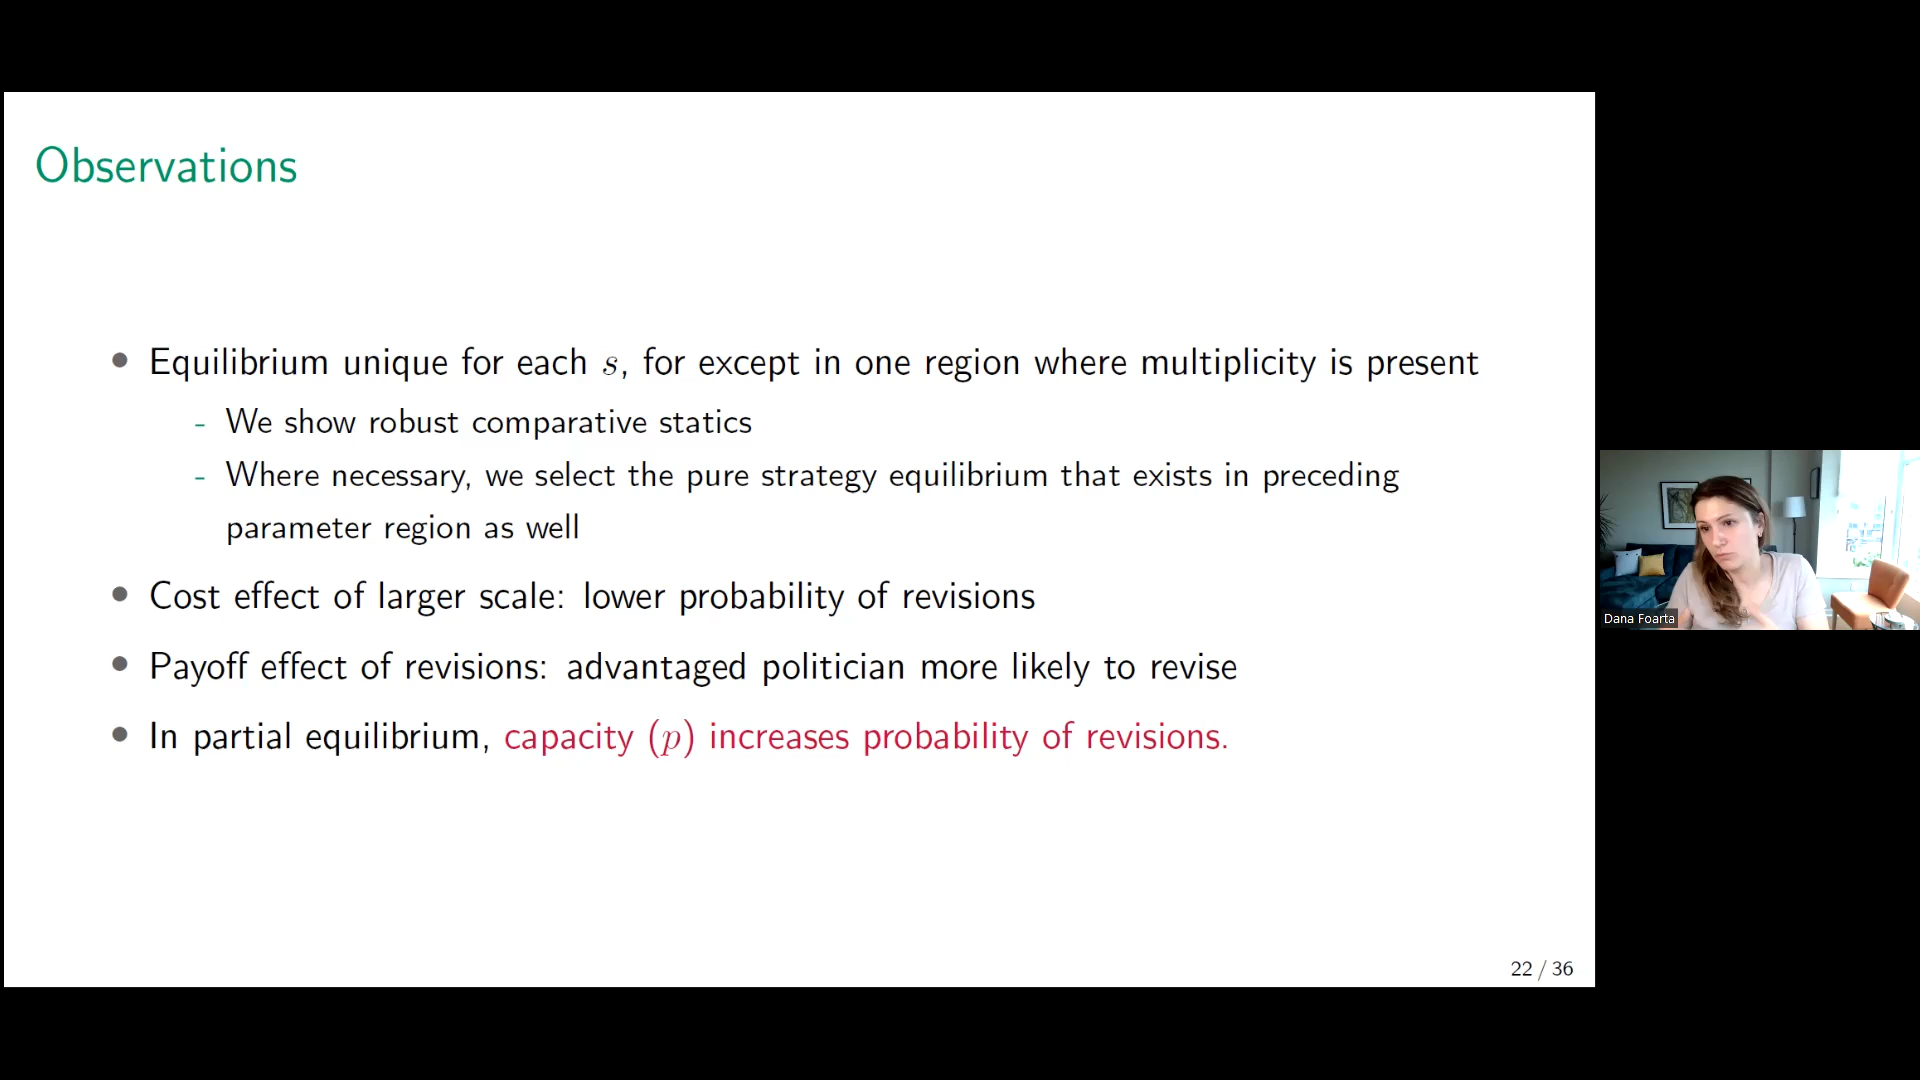 Observations
• Equilibrium unique for each s, for except in one region where multiplicity is present
- We show robust comparative statics
- Where necessary, we select the pure strategy equilibrium that exists in preceding
parameter region as well
• Cost effect of larger scale: lower probability of revisions
• Payoff effect of revisions: advantaged politician more likely to revise
• In partial equilibrium, capacity (p) increases probability of revisions.
22 / 36
Dana Foarta